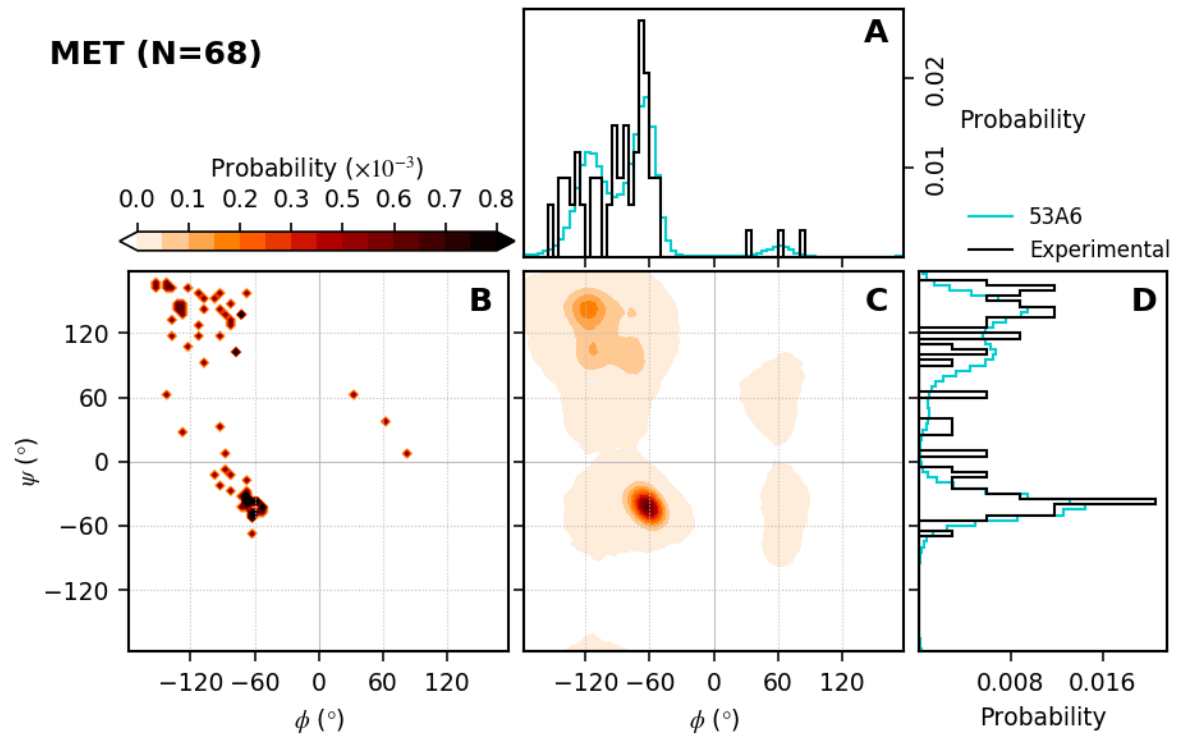 MET (N=68)
A
0.02
0.01
Probability
Probability (×10⁻³)
0.0 0.1 0.2 0.3 0.5 0.6 0.7 0.8
53A6
Experimental
B
C
D
120
60
0
−60
−120
ψ (°)
−120 −60 0 60 120
ϕ (°)
−120 −60 0 60 120
ϕ (°)
0.008 0.016
Probability